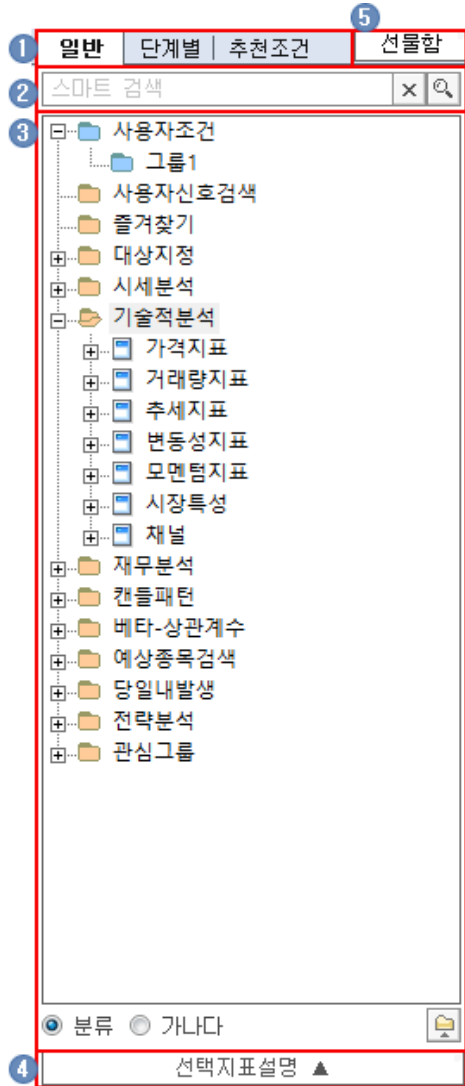 5
1 일반 단계별 | 추천조건 선물함
2 스마트 검색
3 사용자조건
그룹1
사용자신호검색
즐겨찾기
대상지정
시세분석
기술적분석
가격지표
거래량지표
추세지표
변동성지표
모멘텀지표
시장특성
채널
재무분석
캔들패턴
베타-상관계수
예상종목검색
당일내발생
전략분석
관심그룹
분류 가나다
4 선택지표설명 ▲